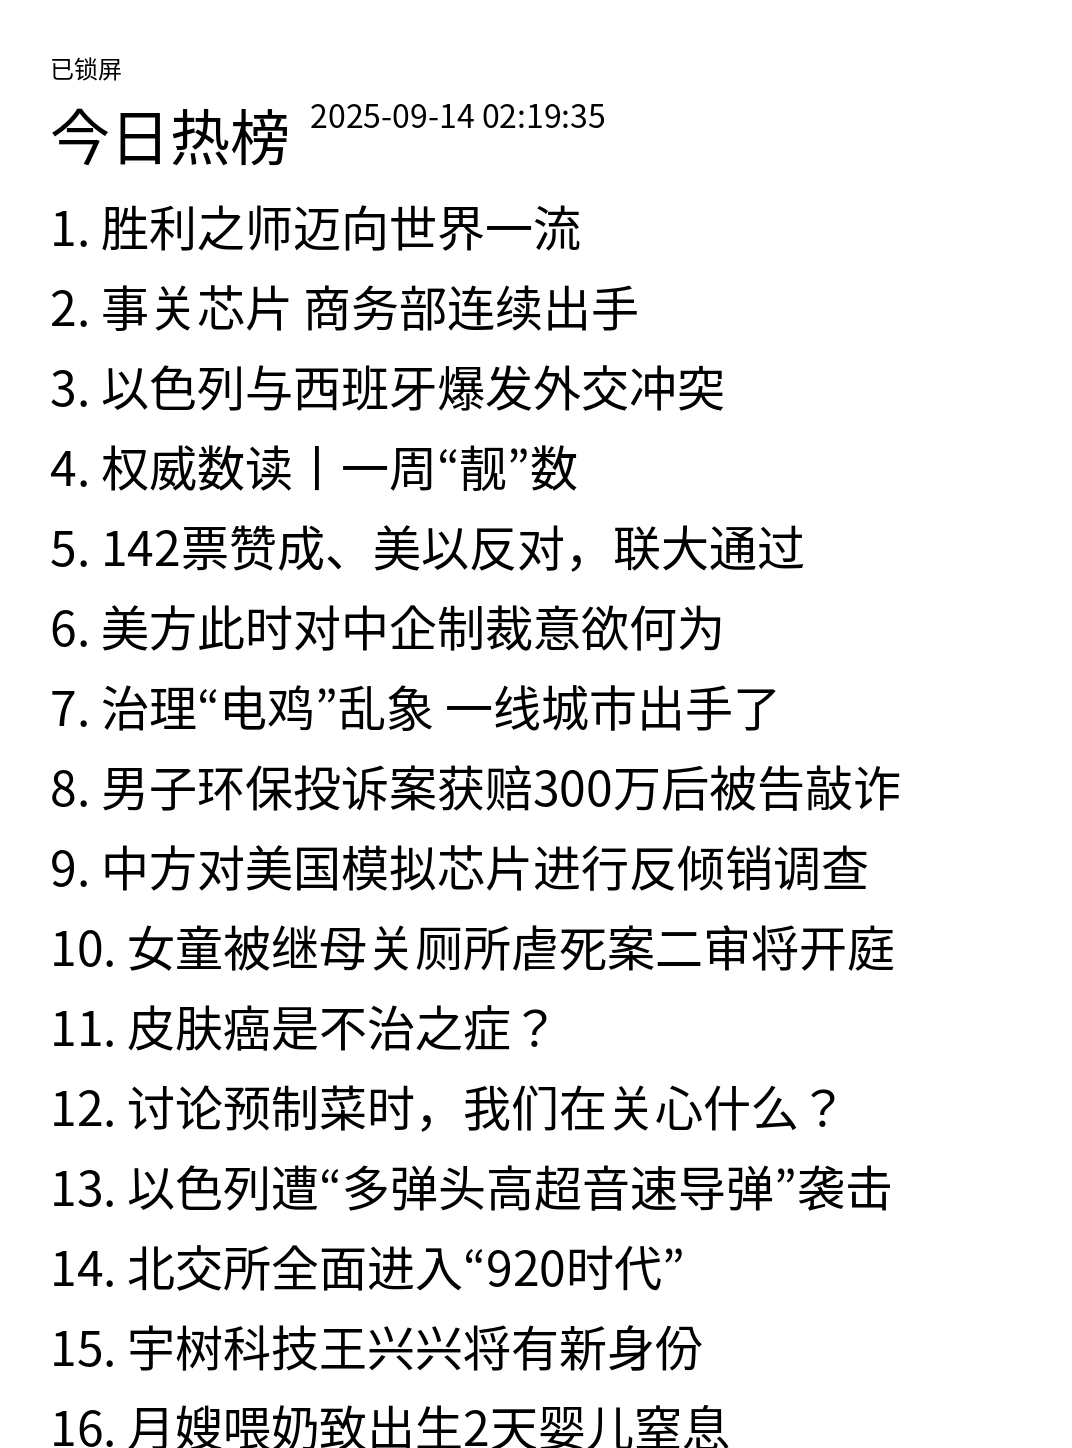 已锁屏
今日热榜 2025-09-14 02:19:35
1. 胜利之师迈向世界一流
2. 事关芯片 商务部连续出手
3. 以色列与西班牙爆发外交冲突
4. 权威数读丨一周“靓”数
5. 142票赞成、美以反对，联大通过
6. 美方此时对中企制裁意欲何为
7. 治理“电鸡”乱象 一线城市出手了
8. 男子环保投诉案获赔300万后被告敲诈
9. 中方对美国模拟芯片进行反倾销调查
10. 女童被继母关厕所虐死案二审将开庭
11. 皮肤癌是不治之症？
12. 讨论预制菜时，我们在关心什么？
13. 以色列遭“多弹头高超音速导弹”袭击
14. 北交所全面进入“920时代”
15. 宇树科技王兴兴将有新身份
16. 月嫂喂奶致出生2天婴儿窒息